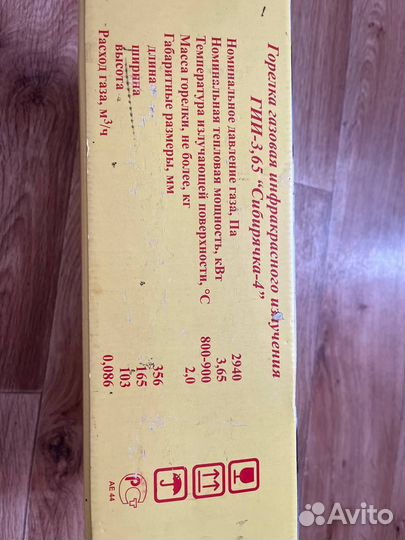 Горелка газовая инфракрасного излучения
ГИИ-3,65 “Сибирячка-4”
Номинальное давление газа, Па 2940
Номинальная тепловая мощность, кВт 3,65
Температура излучающей поверхности, °С 800-900
Масса горелки, не более, кг 2,0
Габаритные размеры, мм
длина 356
ширина 165
высота 103
Расход газа, м³/ч 0,086
АЕ 44
Avito